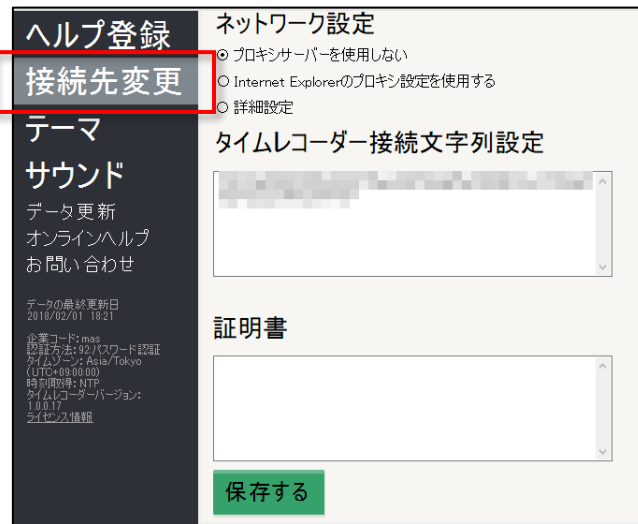 ヘルプ登録
接続先変更
テーマ
サウンド
データ更新
オンラインヘルプ
お問い合わせ
データの最終更新日
2018/02/01 18:21
企業コード: mas
認証方法: 92:パスワード認証
タイムゾーン: Asia/Tokyo
(UTC+09:00:00)
時刻取得: NTP
タイムレコーダーバージョン:
1.0.0.17
ライセンス情報
ネットワーク設定
プロキシサーバーを使用しない
Internet Explorerのプロキシ設定を使用する
詳細設定
タイムレコーダー接続文字列設定
証明書
保存する